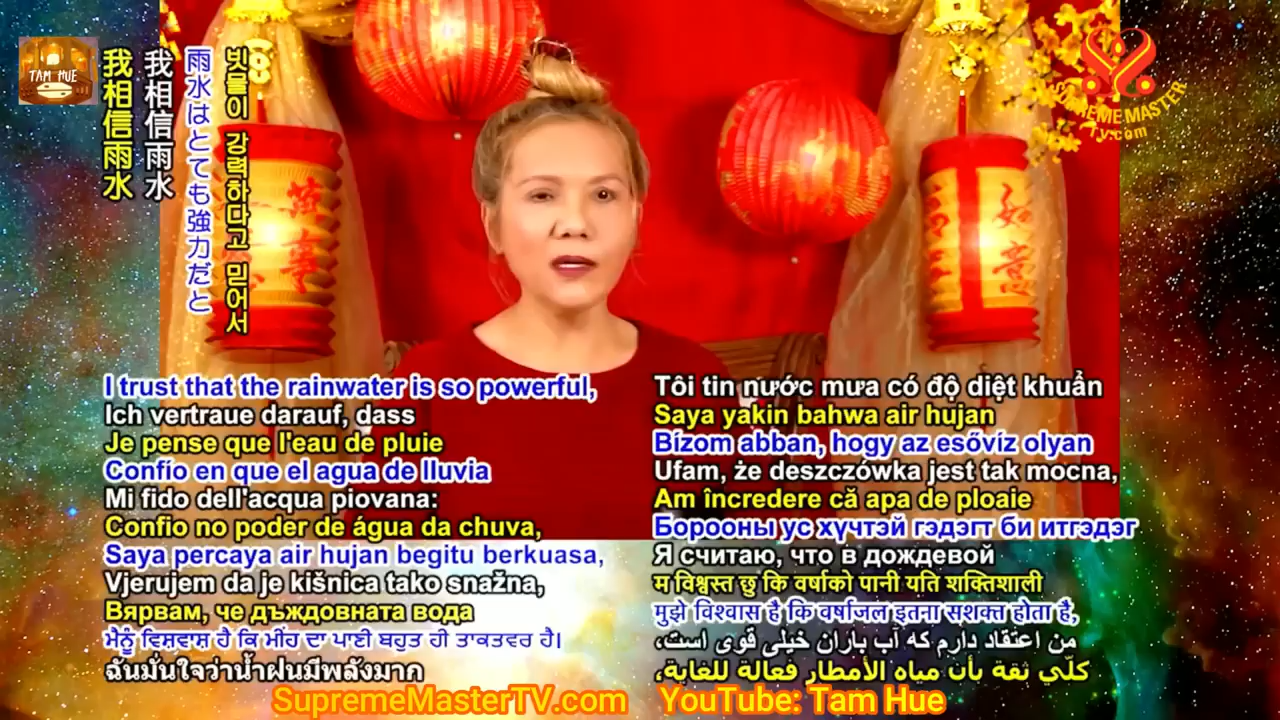 TAM HUE
我相信雨水
我相信雨水
雨水はとても強力だと
빗물이 강력하다고 믿어서
SUPREME MASTER
TV.com
如意
I trust that the rainwater is so powerful,
Ich vertraue darauf, dass
Je pense que l'eau de pluie
Confío en que el agua de lluvia
Mi fido dell'acqua piovana:
Confio no poder de água da chuva,
Saya percaya air hujan begitu berkuasa,
Vjerujem da je kišnica tako snažna,
Вярвам, че дъждовната вода
ਮੈਨੂੰ ਵਿਸ਼ਵਾਸ਼ ਹੈ ਕਿ ਮੀਂਹ ਦਾ ਪਾਣੀ ਬਹੁਤ ਹੀ ਤਾਕਤਵਰ ਹੈ।
ฉันมั่นใจว่าน้ำฝนมีพลังมาก
Tôi tin nước mưa có độ diệt khuẩn
Saya yakin bahwa air hujan
Bízom abban, hogy az esővíz olyan
Ufam, że deszczówka jest tak mocna,
Am încredere că apa de ploaie
Борооны ус хүчтэй гэдэгт би итгэдэг
Я считаю, что в дождевой
म विश्वस्त छु कि वर्षाको पानी यति शक्तिशाली
मुझे विश्वास है कि वर्षाजल इतना सशक्त होता है,
من اعتقاد دارم که آب باران خیلی قوی است،
كلّي ثقة بأن مياه الأمطار فعالة للغاية،
SupremeMasterTV.com
YouTube: Tam Hue